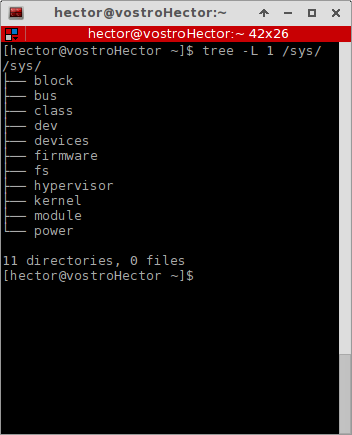 hector@vostroHector:~
hector@vostroHector:~ 42x26
[hector@vostroHector ~]$ tree -L 1 /sys/
/sys/
├── block
├── bus
├── class
├── dev
├── devices
├── firmware
├── fs
├── hypervisor
├── kernel
├── module
└── power
11 directories, 0 files
[hector@vostroHector ~]$